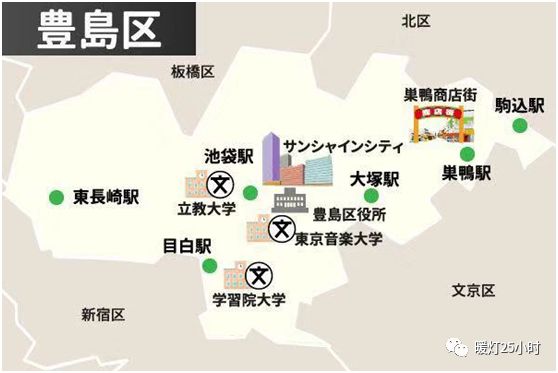 豊島区
北区
板橋区
巣鴨商店街
駒込駅
サンシャインシティ
池袋駅
巣鴨駅
大塚駅
東長崎駅
立教大学
豊島区役所
東京音楽大学
目白駅
学習院大学
文京区
新宿区
暖灯25小时